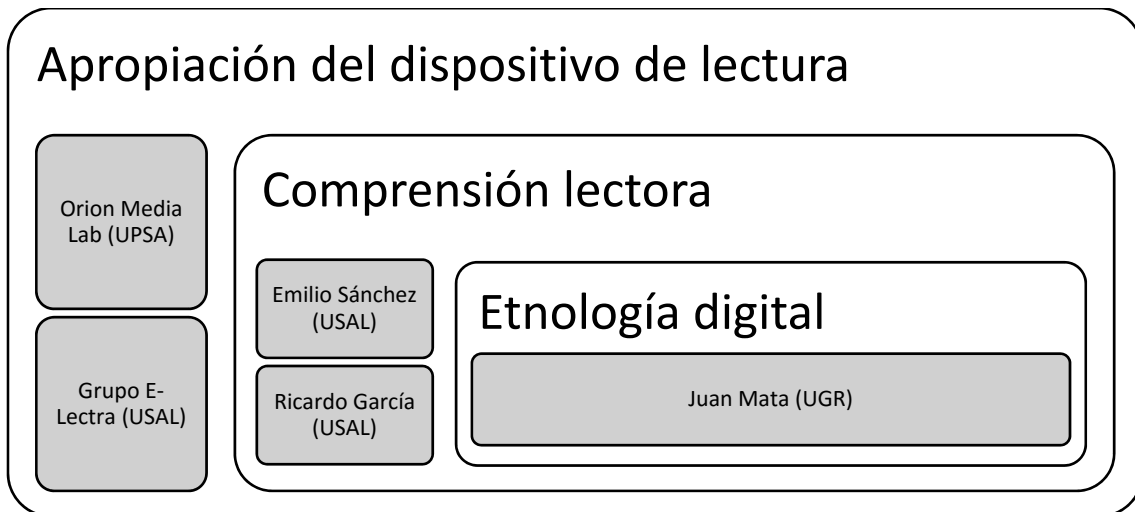 Apropiación del dispositivo de lectura
Orion Media
Lab (UPSA)
Grupo E-
Lectra (USAL)
Comprensión lectora
Emilio Sánchez
(USAL)
Ricardo García
(USAL)
Etnología digital
Juan Mata (UGR)